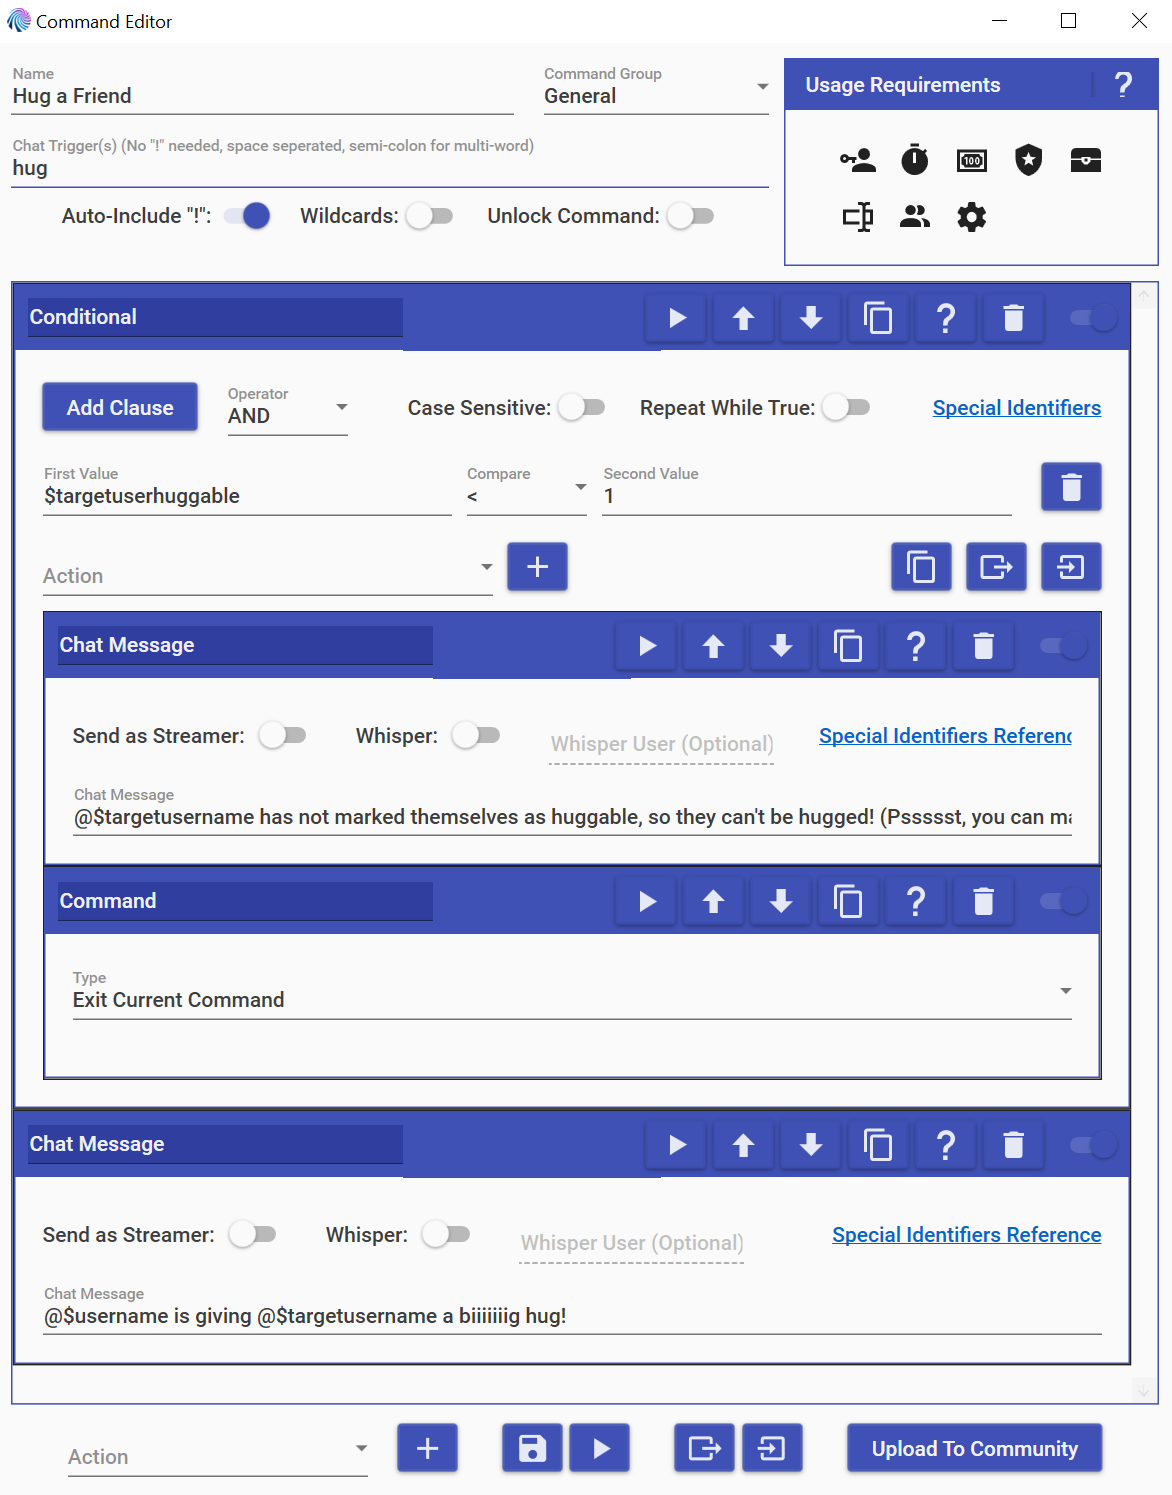 Command Editor
Name
Hug a Friend
Command Group
General
Usage Requirements
Chat Trigger(s) (No "!" needed, space seperated, semi-colon for multi-word)
hug
Auto-Include "!":
Wildcards:
Unlock Command:
Conditional
Add Clause
Operator
AND
Case Sensitive:
Repeat While True:
Special Identifiers
First Value
$targetuserhuggable
Compare
<
Second Value
1
Action
Chat Message
Send as Streamer:
Whisper:
Whisper User (Optional)
Special Identifiers Referenc
Chat Message
@$targetusername has not marked themselves as huggable, so they can't be hugged! (Pssssst, you can ma
Command
Type
Exit Current Command
Chat Message
Send as Streamer:
Whisper:
Whisper User (Optional)
Special Identifiers Reference
Chat Message
@$username is giving @$targetusername a biiiiiiig hug!
Action
Upload To Community